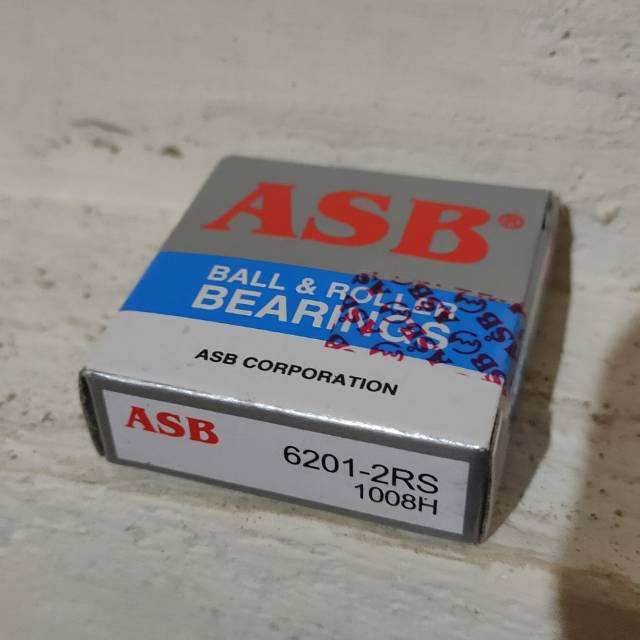 ASB®
BALL & ROLLER
BEARINGS
ASB CORPORATION
ASB
6201-2RS
1008H